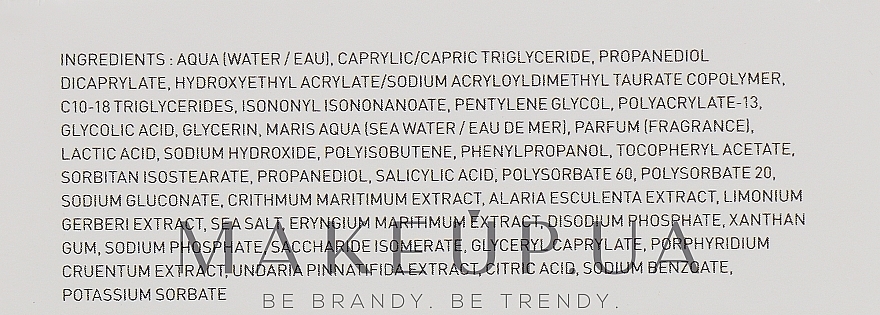 INGREDIENTS : AQUA (WATER / EAU), CAPRYLIC/CAPRIC TRIGLYCERIDE, PROPANEDIOL
DICAPRYLATE, HYDROXYETHYL ACRYLATE/SODIUM ACRYLOYLDIMETHYL TAURATE COPOLYMER,
C10-18 TRIGLYCERIDES, ISONONYL ISONONANOATE, PENTYLENE GLYCOL, POLYACRYLATE-13,
GLYCOLIC ACID, GLYCERIN, MARIS AQUA (SEA WATER / EAU DE MER), PARFUM (FRAGRANCE),
LACTIC ACID, SODIUM HYDROXIDE, POLYISOBUTENE, PHENYLPROPANOL, TOCOPHERYL ACETATE,
SORBITAN ISOSTEARATE, PROPANEDIOL, SALICYLIC ACID, POLYSORBATE 60, POLYSORBATE 20,
SODIUM GLUCONATE, CRITHMUM MARITIMUM EXTRACT, ALARIA ESCULENTA EXTRACT, LIMONIUM
GERBERI EXTRACT, SEA SALT, ERYNGIUM MARITIMUM EXTRACT, DISODIUM PHOSPHATE, XANTHAN
GUM, SODIUM PHOSPHATE, SACCHARIDE ISOMERATE, GLYCERYL CAPRYLATE, PORPHYRIDIUM
CRUENTUM EXTRACT, UNDARIA PINNATIFIDA EXTRACT, CITRIC ACID, SODIUM BENZOATE,
POTASSIUM SORBATE
MAKEUP.UA
BE BRANDY. BE TRENDY.